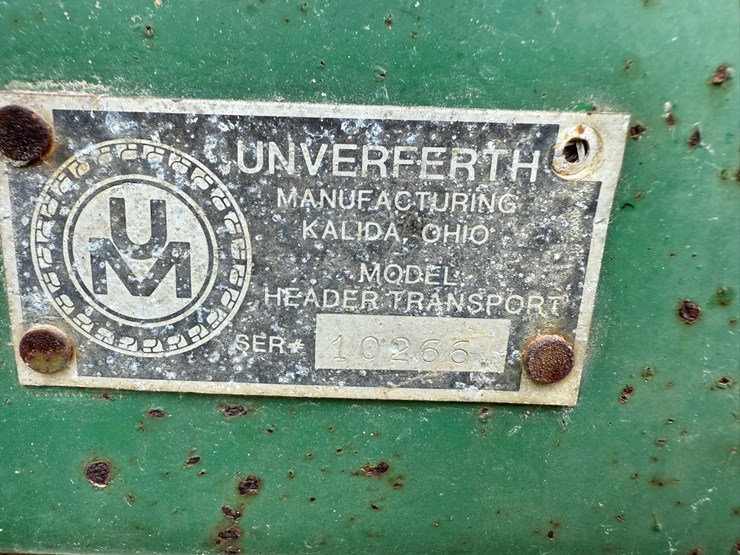 UM
UNVERFERTH
MANUFACTURING
KALIDA, OHIO
MODEL:
HEADER TRANSPORT
SER# 10266